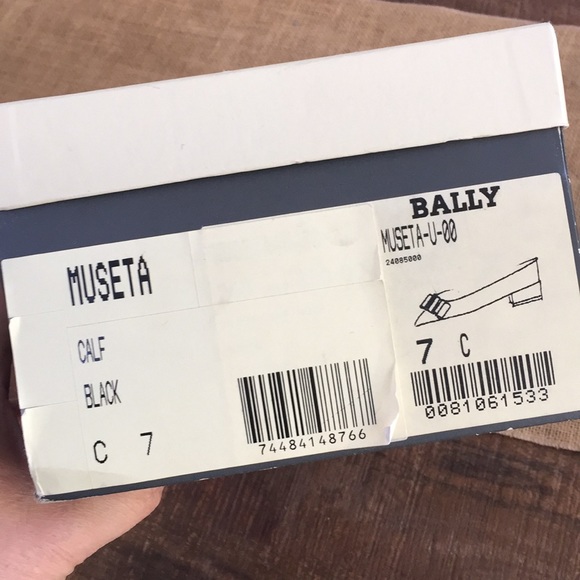 MUSETA
CALF
BLACK
C 7
74484148766
BALLY
MUSETA-U-00
24085000
7 C
0081061533